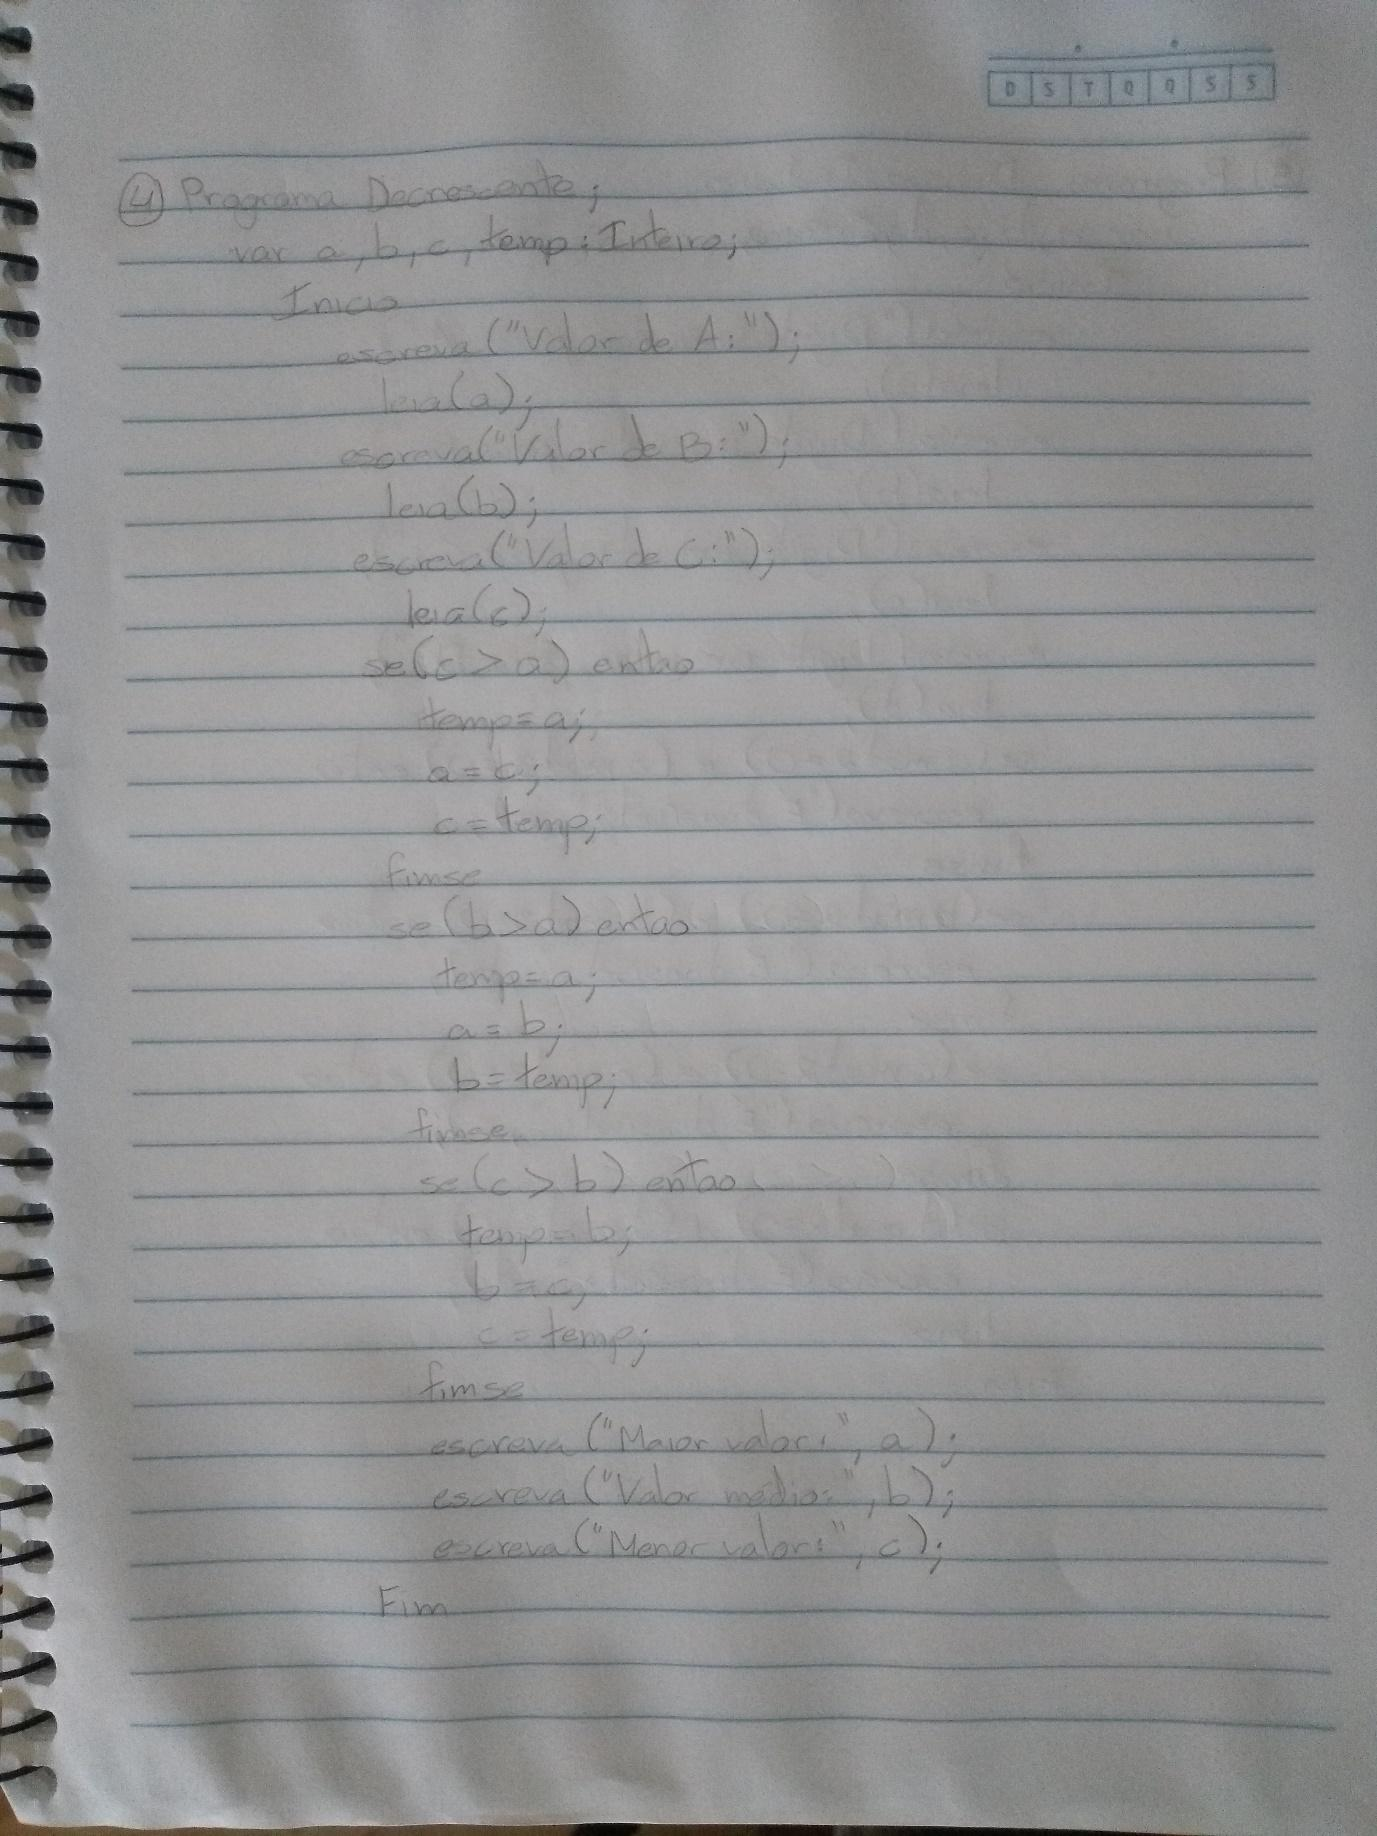 D S T Q Q S S
4 Programa Decrescente;
var a, b, c, temp: Inteiro;
Inicio
escreva ("Valor de A:");
leia(a);
escreva("Valor de B:");
leia(b);
escreva("Valor de C:");
leia(c);
se(c > a) entao
temp=a;
a = c;
c = temp;
fimse
se (b>a) entao
temp=a;
a = b;
b = temp;
fimse
se (c > b) entao
temp=b;
b = c;
c = temp;
fimse
escreva ("Maior valor:", a);
escreva ("Valor médio:", b);
escreva ("Menor valor:", c);
Fim